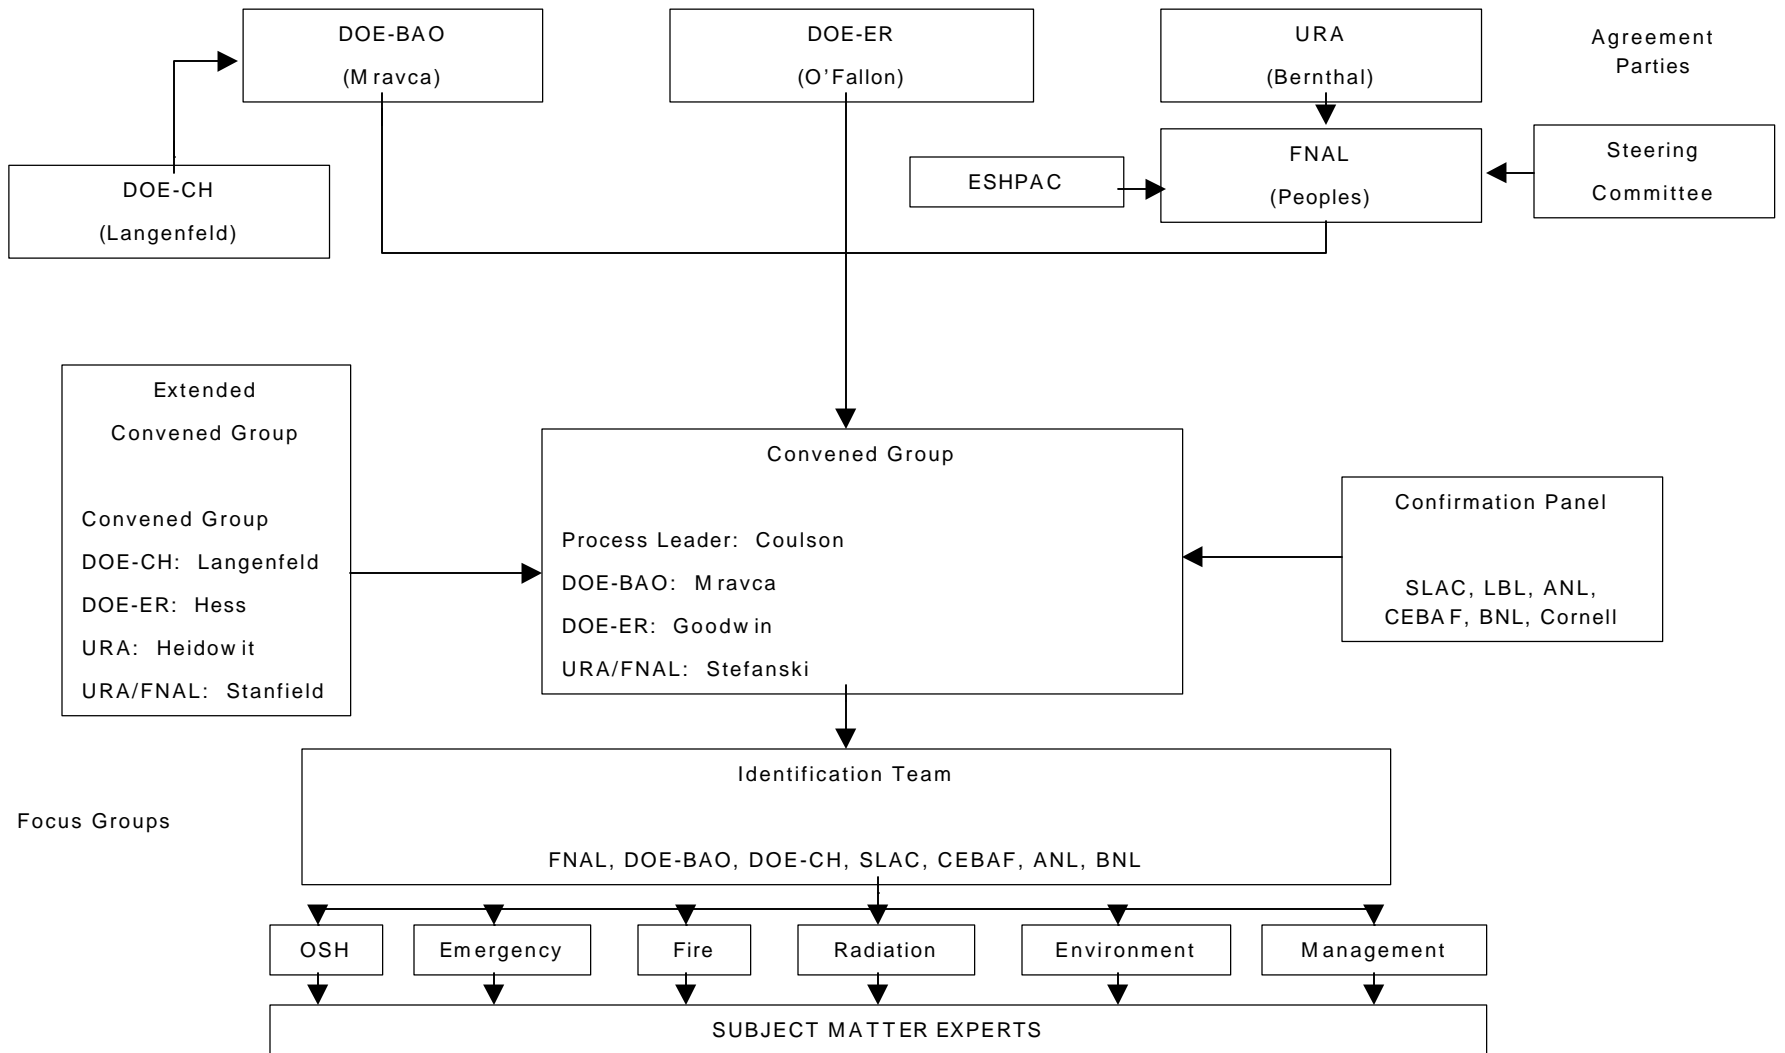 DOE-BAO
(Mravca)
DOE-ER
(O'Fallon)
URA
(Bernthal)
Agreement
Parties
DOE-CH
(Langenfeld)
ESHPAC
FNAL
(Peoples)
Steering
Committee
Extended
Convened Group
Convened Group
DOE-CH: Langenfeld
DOE-ER: Hess
URA: Heidowit
URA/FNAL: Stanfield
Convened Group
Process Leader: Coulson
DOE-BAO: Mravca
DOE-ER: Goodwin
URA/FNAL: Stefanski
Confirmation Panel
SLAC, LBL, ANL,
CEBAF, BNL, Cornell
Identification Team
FNAL, DOE-BAO, DOE-CH, SLAC, CEBAF, ANL, BNL
Focus Groups
OSH
Emergency
Fire
Radiation
Environment
Management
SUBJECT MATTER EXPERTS